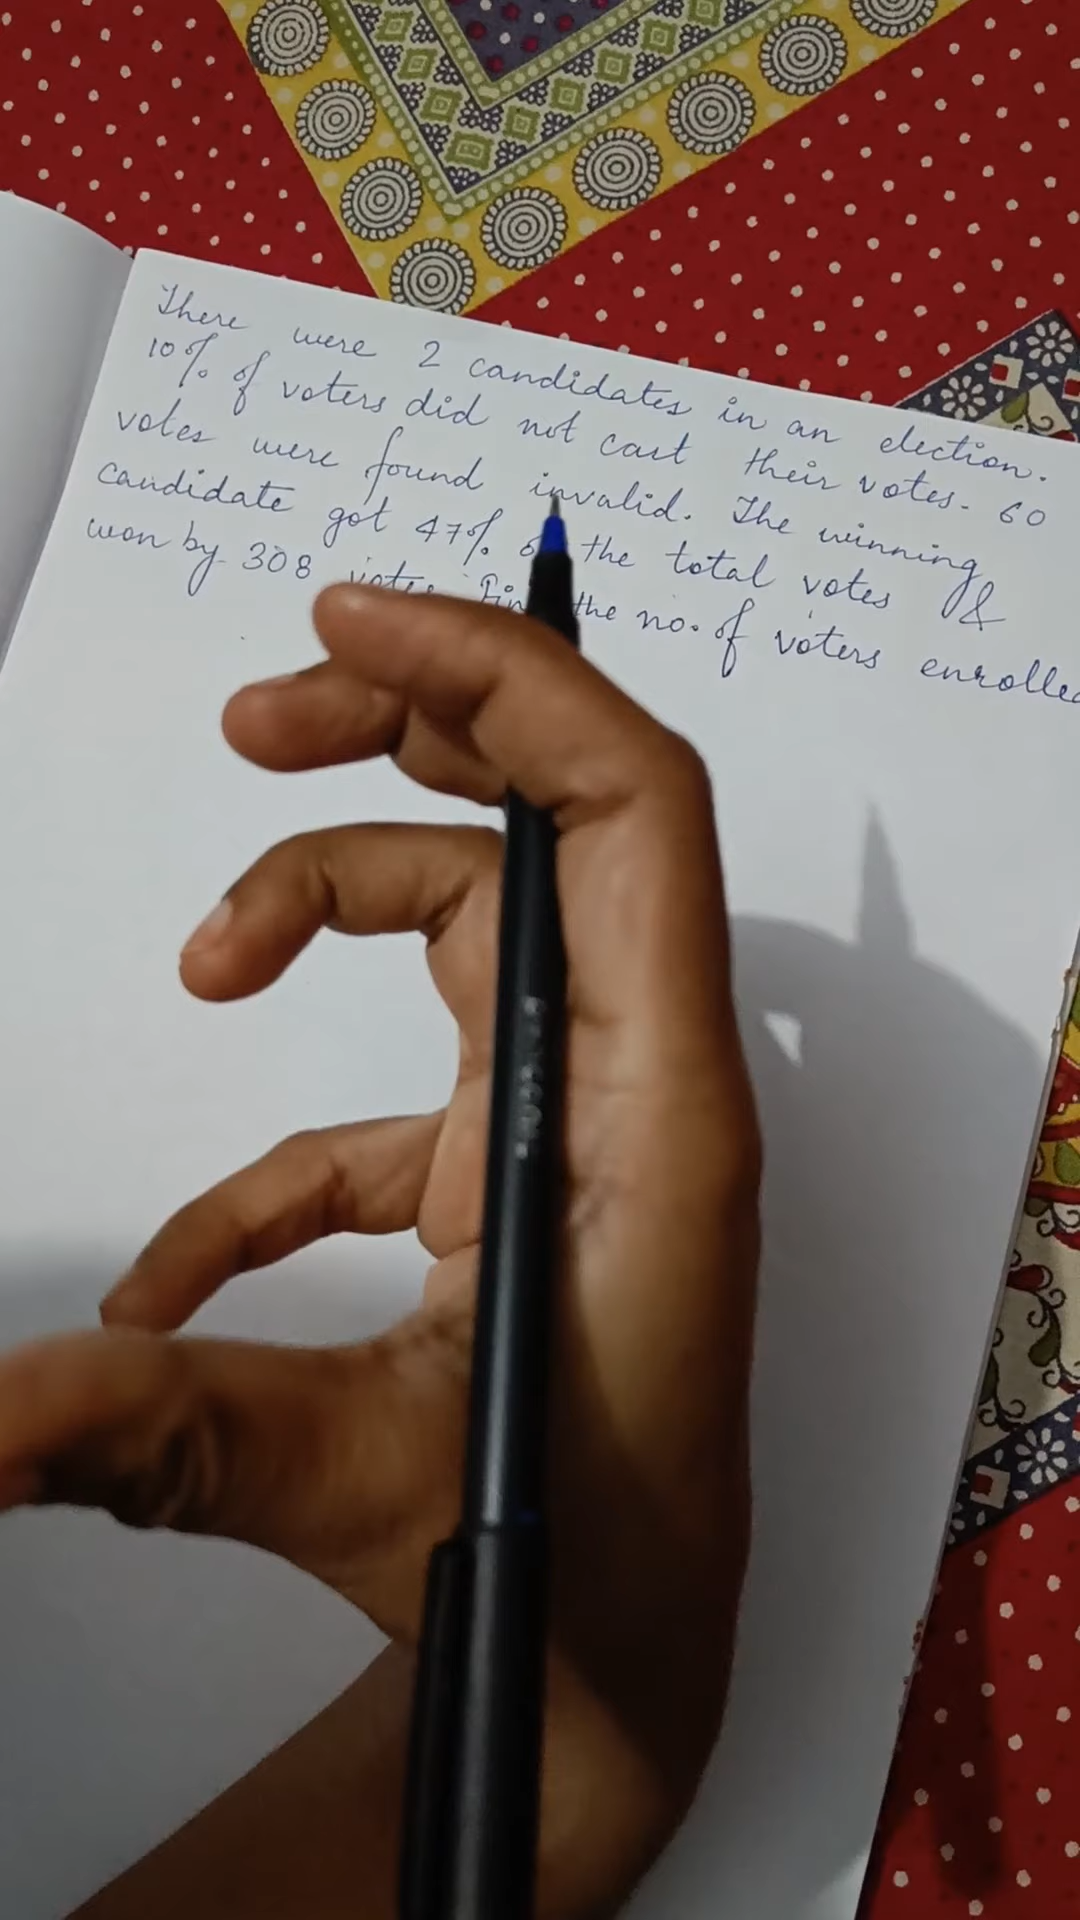 There were 2 candidates in an election.
10% of voters did not cast their votes. 60
votes were found invalid. The winning
candidate got 47% the total votes &
won by 308 votes the no. of voters enrolled